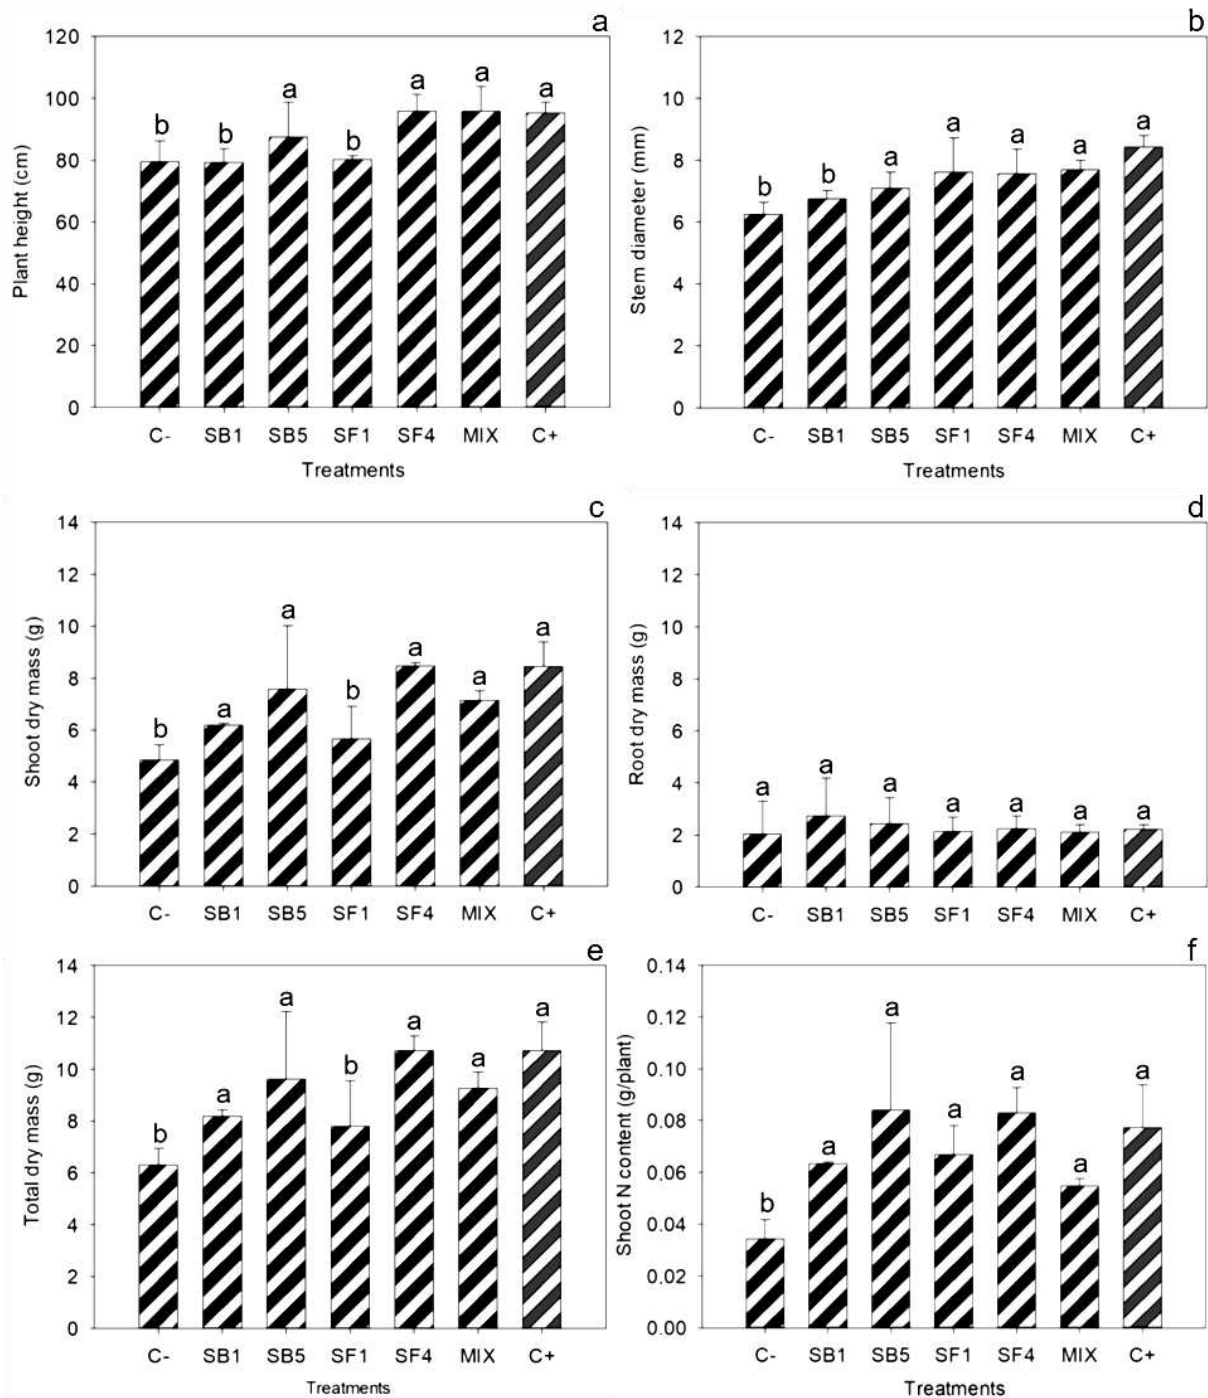 a
120
100
80
60
40
20
0
Plant height (cm)
b b a b a a a
C- SB1 SB5 SF1 SF4 MIX C+
Treatments
b
12
10
8
6
4
2
0
Stem diameter (mm)
b b a a a a a
C- SB1 SB5 SF1 SF4 MIX C+
Treatments
c
14
12
10
8
6
4
2
0
Shoot dry mass (g)
b a a b a a a
C- SB1 SB5 SF1 SF4 MIX C+
d
14
12
10
8
6
4
2
0
Root dry mass (g)
a a a a a a a
C- SB1 SB5 SF1 SF4 MIX C+
e
14
12
10
8
6
4
2
0
Total dry mass (g)
b a a b a a a
C- SB1 SB5 SF1 SF4 MIX C+
Treatments
f
0.14
0.12
0.10
0.08
0.06
0.04
0.02
0.00
Shoot N content (g/plant)
b a a a a a a
C- SB1 SB5 SF1 SF4 MIX C+
Treatments